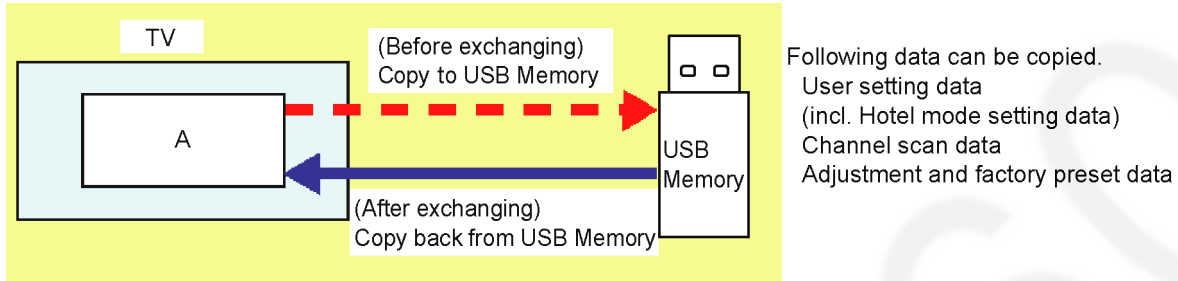 TV
(Before exchanging)
Copy to USB Memory
A
USB
Memory
(After exchanging)
Copy back from USB Memory
Following data can be copied.
User setting data
(incl. Hotel mode setting data)
Channel scan data
Adjustment and factory preset data